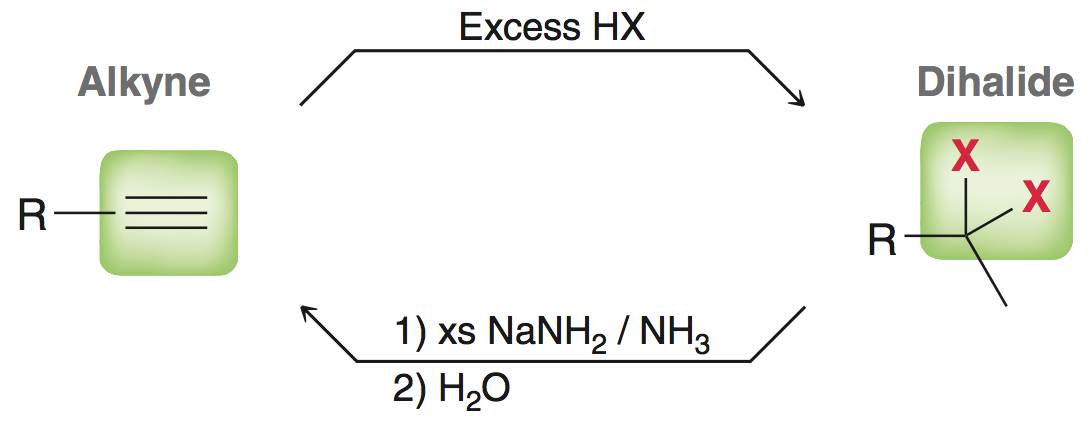 Excess HX
Alkyne
Dihalide
R
X
X
R
1) xs NaNH₂ / NH₃
2) H₂O